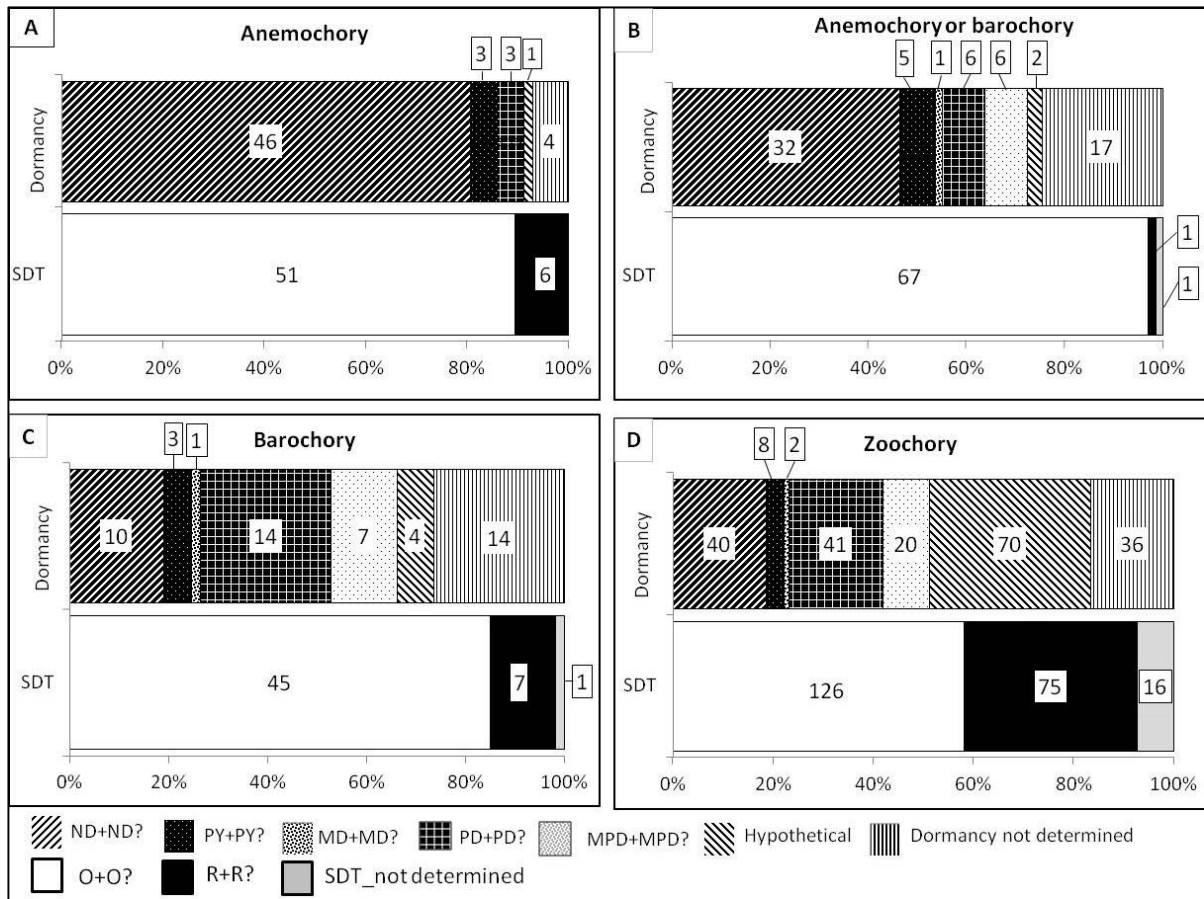 A
Anemochory
3 3 1
Dormancy
46 4
SDT
51 6
0% 20% 40% 60% 80% 100%
B
Anemochory or barochory
5 1 6 6 2
Dormancy
32 17
SDT
67 1
1
0% 20% 40% 60% 80% 100%
C
Barochory
3 1
Dormancy
10 14 7 4 14
SDT
45 7 1
0% 20% 40% 60% 80% 100%
D
Zoochory
8 2
Dormancy
40 41 20 70 36
SDT
126 75 16
0% 20% 40% 60% 80% 100%
ND+ND? PY+PY? MD+MD? PD+PD? MPD+MPD? Hypothetical Dormancy not determined
O+O? R+R? SDT_not determined